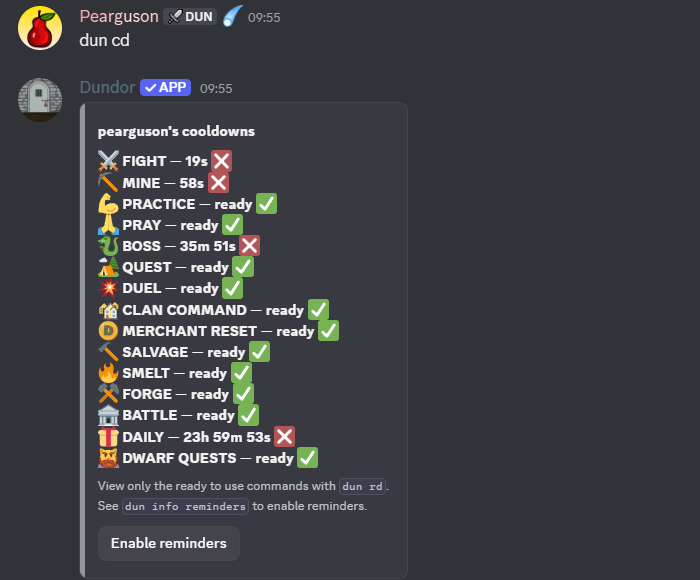 Pearguson DUN 09:55
dun cd
Dundor APP 09:55
pearguson's cooldowns
FIGHT — 19s
MINE — 58s
PRACTICE — ready
PRAY — ready
BOSS — 35m 51s
QUEST — ready
DUEL — ready
CLAN COMMAND — ready
D MERCHANT RESET — ready
SALVAGE — ready
SMELT — ready
FORGE — ready
BATTLE — ready
DAILY — 23h 59m 53s
DWARF QUESTS — ready
View only the ready to use commands with dun rd.
See dun info reminders to enable reminders.
Enable reminders